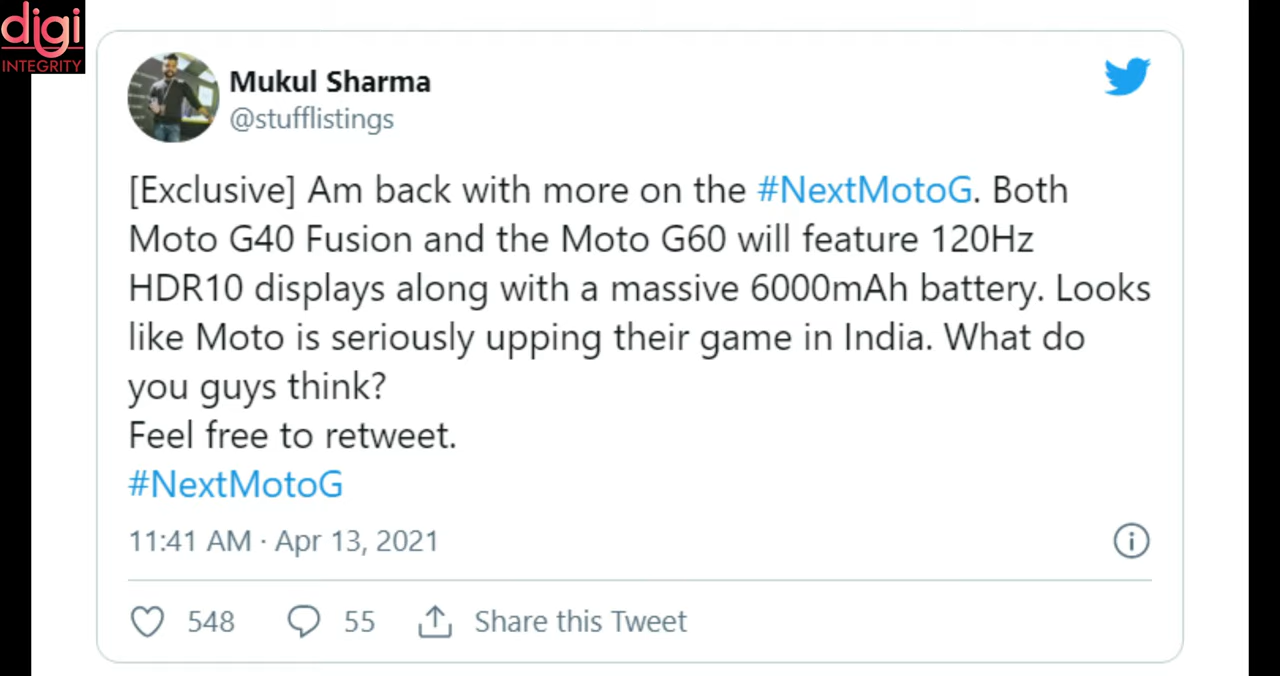 digi
INTEGRITY
Mukul Sharma
@stufflistings
[Exclusive] Am back with more on the #NextMotoG. Both
Moto G40 Fusion and the Moto G60 will feature 120Hz
HDR10 displays along with a massive 6000mAh battery. Looks
like Moto is seriously upping their game in India. What do
you guys think?
Feel free to retweet.
#NextMotoG
11:41 AM · Apr 13, 2021
548 55 Share this Tweet